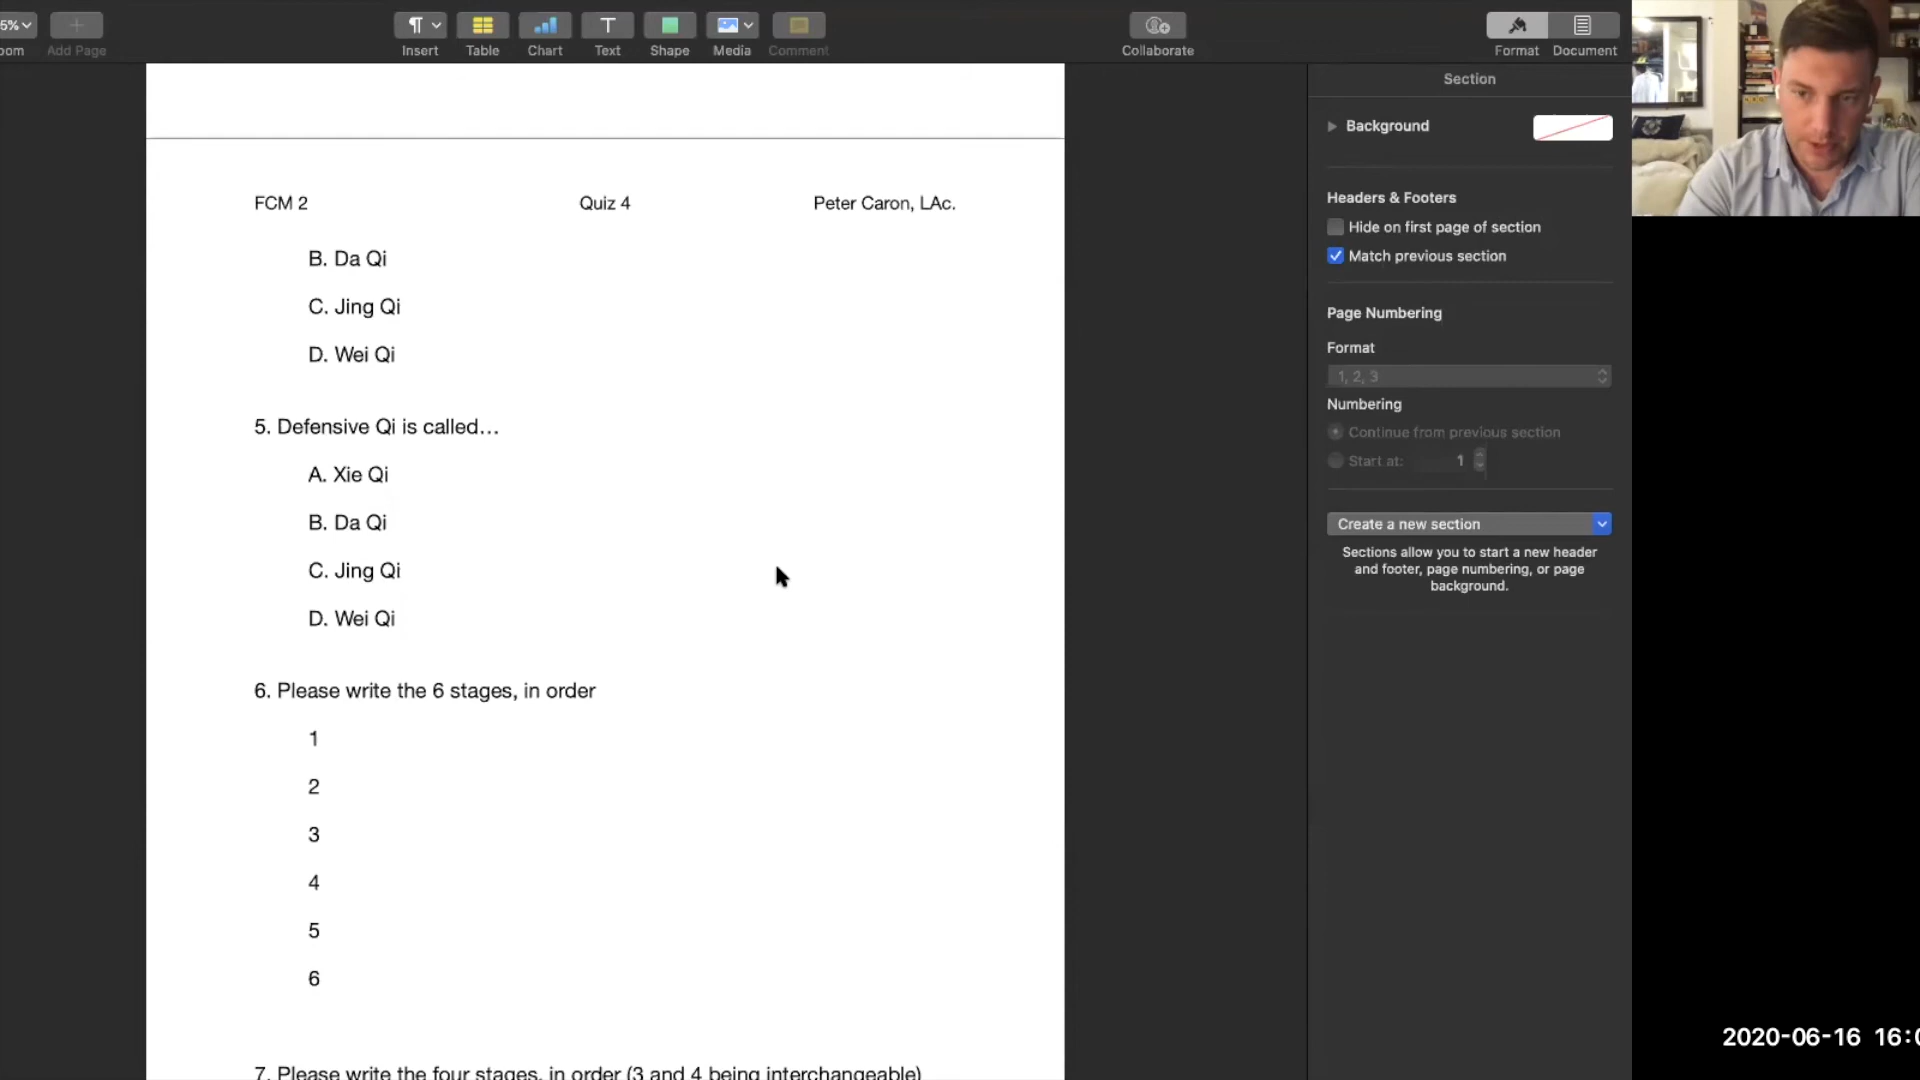 5%
oom
Add Page
Insert
Table
Chart
Text
Shape
Media
Comment
Collaborate
Format
Document
FCM 2 Quiz 4 Peter Caron, LAc.
B. Da Qi
C. Jing Qi
D. Wei Qi
5. Defensive Qi is called…
A. Xie Qi
B. Da Qi
C. Jing Qi
D. Wei Qi
6. Please write the 6 stages, in order
1
2
3
4
5
6
7. Please write the four stages, in order (3 and 4 being interchangeable)
Section
Background
Headers & Footers
Hide on first page of section
Match previous section
Page Numbering
Format
1, 2, 3
Numbering
Continue from previous section
Start at: 1
Create a new section
Sections allow you to start a new header
and footer, page numbering, or page
background.
2020-06-16 16:0